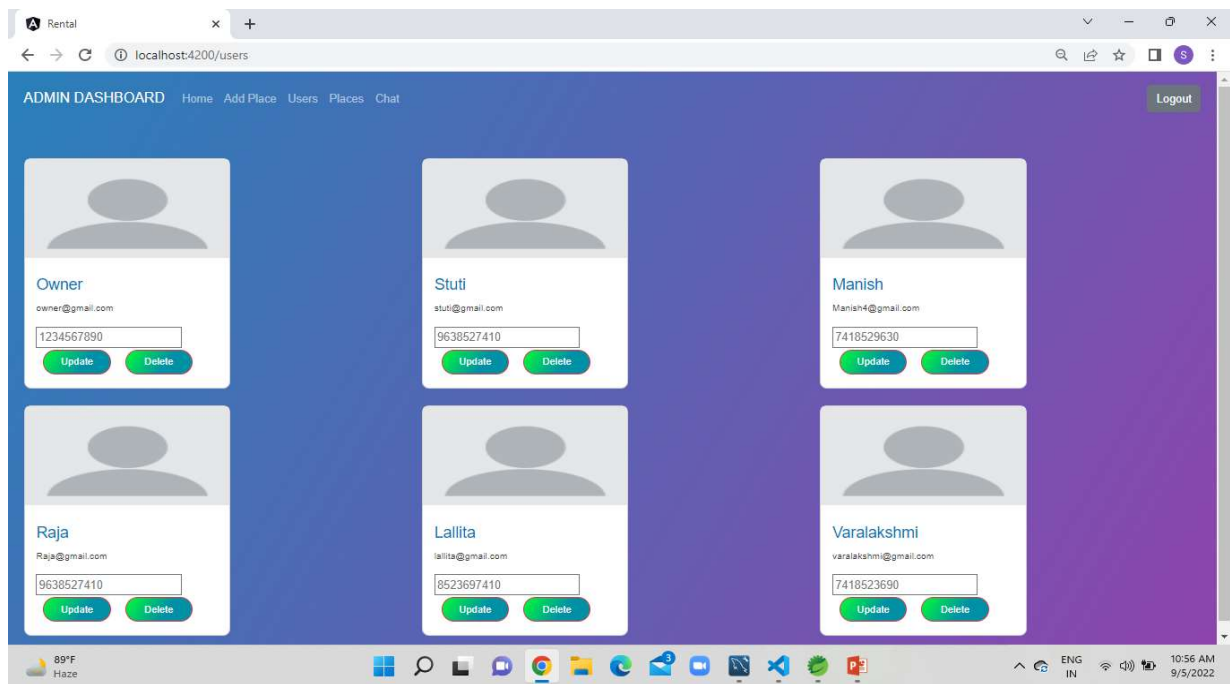 Rental
localhost:4200/users
S
ADMIN DASHBOARD Home Add Place Users Places Chat Logout
Owner
owner@gmail.com
1234567890
Update Delete
Stuti
stuti@gmail.com
9638527410
Update Delete
Manish
Manish4@gmail.com
7418529630
Update Delete
Raja
Raja@gmail.com
9638527410
Update Delete
Lallita
lallita@gmail.com
8523697410
Update Delete
Varalakshmi
varalakshmi@gmail.com
7418523690
Update Delete
89°F
Haze
3
ENG
IN
10:56 AM
9/5/2022